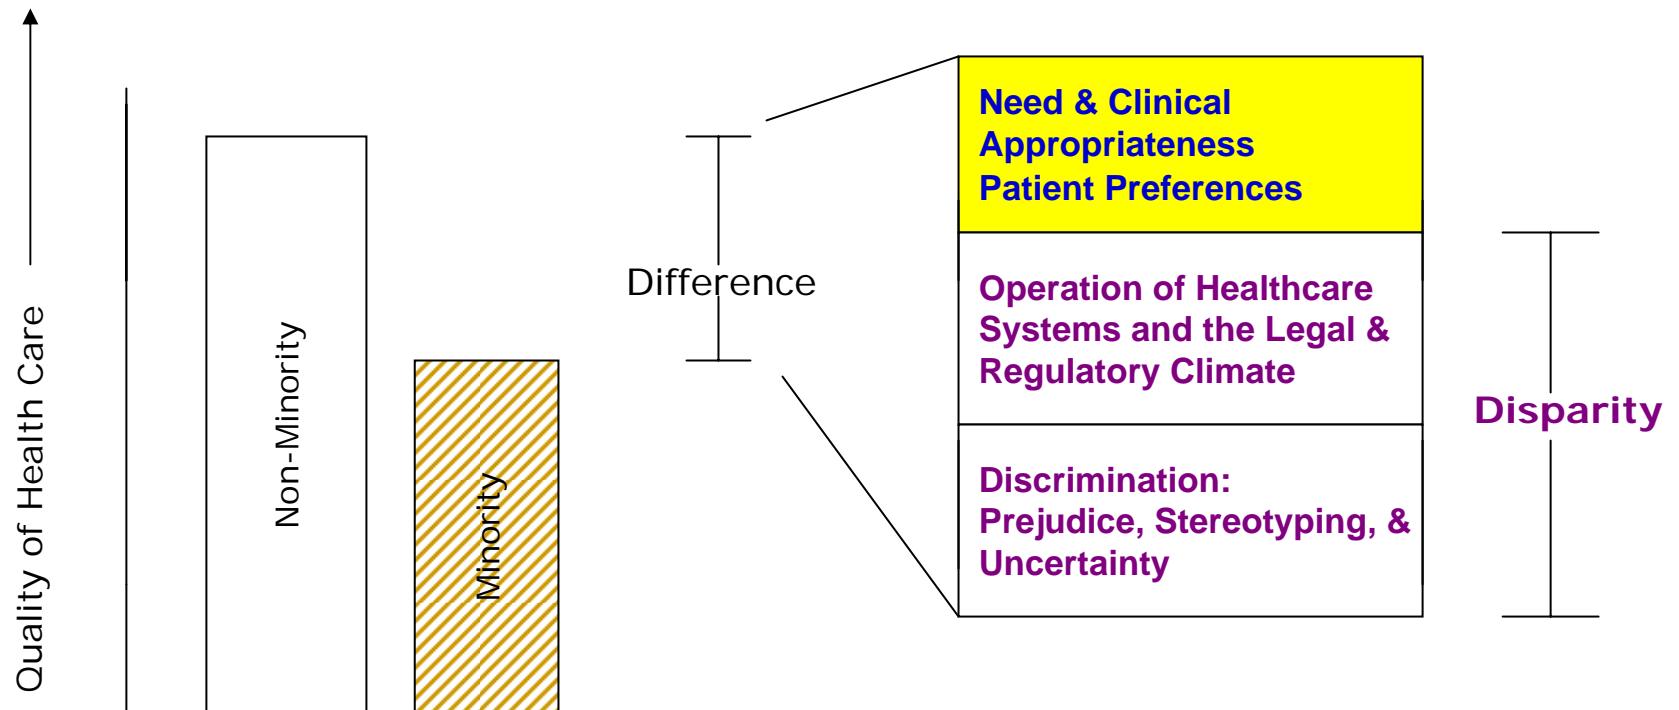 Quality of Health Care
Non-Minority
Minority
Difference
Need & Clinical
Appropriateness
Patient Preferences
Operation of Healthcare
Systems and the Legal &
Regulatory Climate
Discrimination:
Prejudice, Stereotyping, &
Uncertainty
Disparity